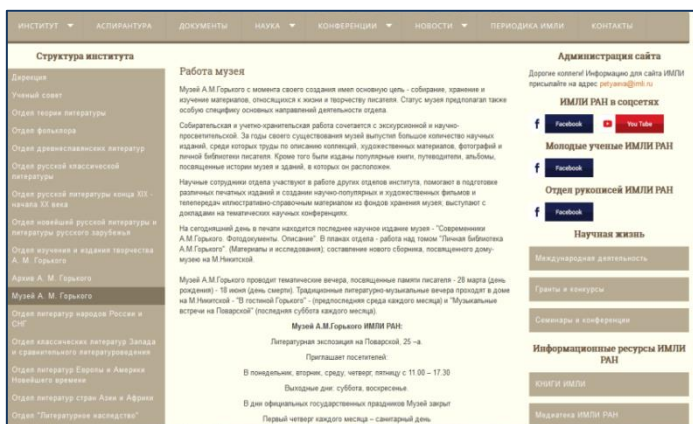 ИНСТИТУТ
АСПИРАНТУРА
ДОКУМЕНТЫ
НАУКА
КОНФЕРЕНЦИИ
НОВОСТИ
ПЕРИОДИКА ИМЛИ
КОНТАКТЫ
Структура института
Дирекция
Ученый совет
Отдел теории литературы
Отдел фольклора
Отдел древнеславянских литератур
Отдел русской классической
литературы
Отдел русской литературы конца XIX -
начала XX века
Отдел новейшей русской литературы и
литературы русского зарубежья
Отдел изучения и издания творчества
А. М. Горького
Архив А. М. Горького
Музей А. М. Горького
Отдел литератур народов России и
СНГ
Отдел классических литератур Запада
и сравнительного литературоведения
Отдел литератур Европы и Америки
Новейшего времени
Отдел литератур стран Азии и Африки
Отдел "Литературное наследство"
Работа музея
Музей А.М.Горького с момента своего создания имел основную цель - собирание, хранение и
изучение материалов, относящихся к жизни и творчеству писателя. Статус музея предполагал также
особую специфику основных направлений деятельности отдела.
Собирательская и учетно-хранительская работа сочетается с экскурсионной и научно-
просветительской. За годы своего существования музей выпустил большое количество научных
изданий, среди которых труды по описанию коллекций, художественных материалов, фотографий и
личной библиотеки писателя. Кроме того были изданы популярные книги, путеводители, альбомы,
посвященные истории музея и зданий, в которых он расположен.
Научные сотрудники отдела участвуют в работе других отделов института, помогают в подготовке
различных печатных изданий и создании научно-популярных и художественных фильмов и
телепередач иллюстративно-справочным материалом из фондов хранения музея; выступают с
докладами на тематических научных конференциях.
На сегодняшний день в печати находится последнее научное издание музея - "Современники
А.М.Горького. Фотодокументы. Описание". В планах отдела - работа над томом "Личная библиотека
А.М.Горького". (Материалы и исследования); составление нового сборника, посвященного дому-
музею на М.Никитской.
Музей А.М.Горького проводит тематические вечера, посвященные памяти писателя - 28 марта (день
рождения) - 18 июня (день смерти). Традиционные литературно-музыкальные вечера проходят в доме
на М.Никитской - "В гостиной Горького" - (предпоследняя среда каждого месяца) и "Музыкальные
встречи на Поварской" (последняя суббота каждого месяца).
Музей А.М.Горького ИМЛИ РАН:
Литературная экспозиция на Поварской, 25 –а.
Приглашает посетителей:
В понедельник, вторник, среду, четверг, пятницу с 11.00 – 17.30
Выходные дни: суббота, воскресенье.
В дни официальных государственных праздников Музей закрыт
Первый четверг каждого месяца – санитарный день
Администрация сайта
Дорогие коллеги! Информацию для сайта ИМЛИ
присылайте на адрес petyaeva@imli.ru
ИМЛИ РАН в соцсетях
Facebook
You Tube
Молодые ученые ИМЛИ РАН
Facebook
Отдел рукописей ИМЛИ РАН
Facebook
Научная жизнь
Международная деятельность
Гранты и конкурсы
Семинары и конференции
Информационные ресурсы ИМЛИ
РАН
КНИГИ ИМЛИ
Медиатека ИМЛИ РАН